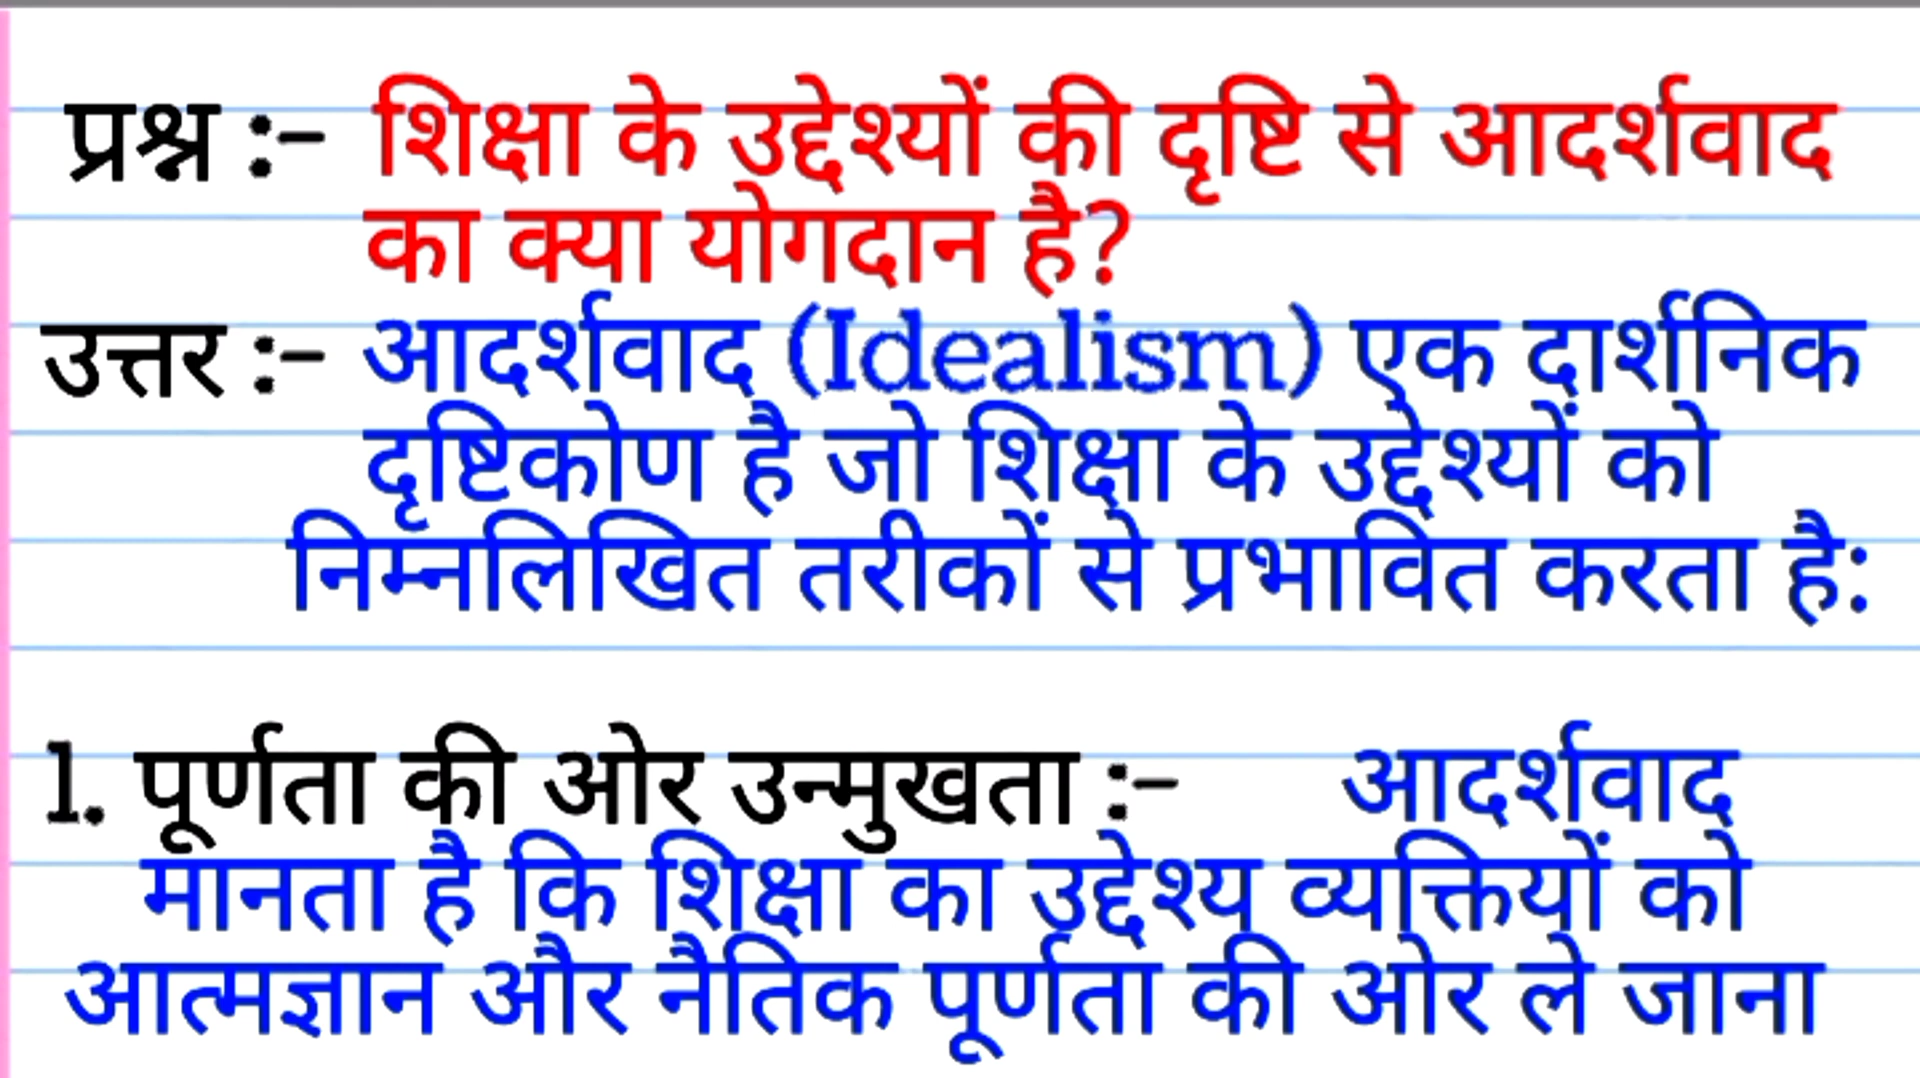 प्रश्न :- शिक्षा के उद्देश्यों की दृष्टि से आदर्शवाद
का क्या योगदान है?
उत्तर :- आदर्शवाद (Idealism) एक दार्शनिक
दृष्टिकोण है जो शिक्षा के उद्देश्यों को
निम्नलिखित तरीकों से प्रभावित करता है:
1. पूर्णता की ओर उन्मुखता :- आदर्शवाद
मानता है कि शिक्षा का उद्देश्य व्यक्तियों को
आत्मज्ञान और नैतिक पूर्णता की ओर ले जाना